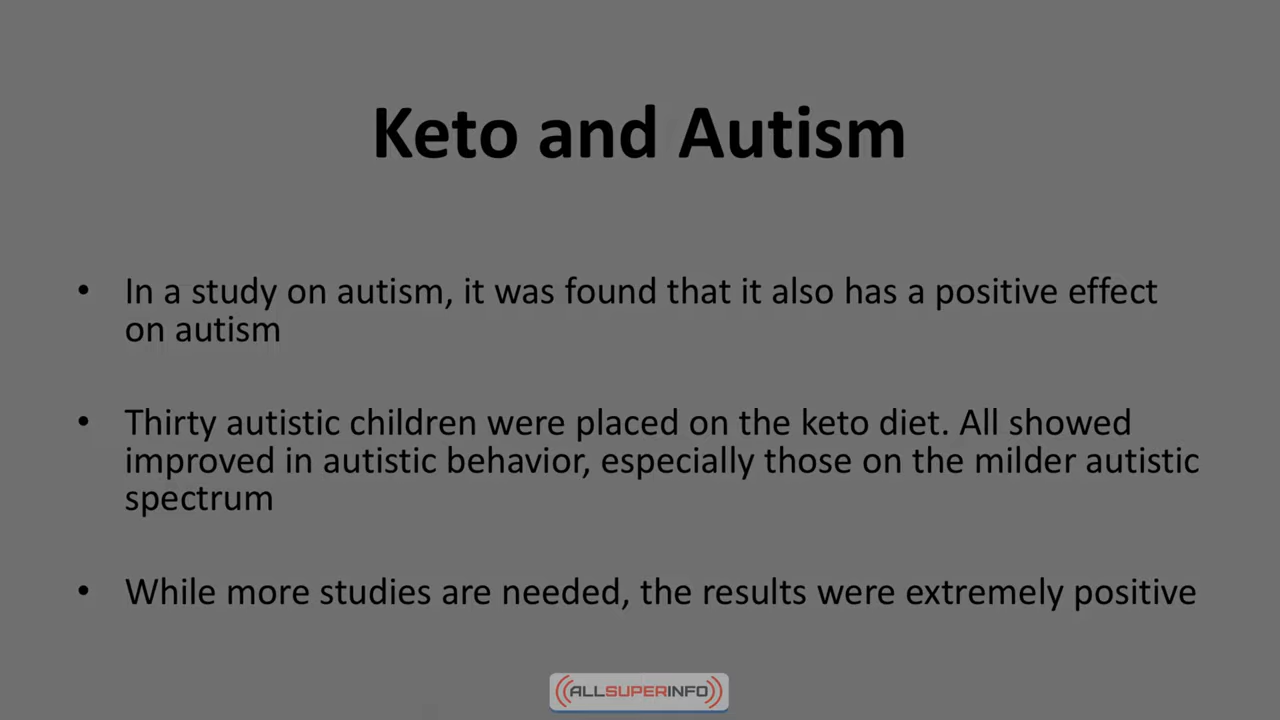 Keto and Autism
• In a study on autism, it was found that it also has a positive effect
on autism
• Thirty autistic children were placed on the keto diet. All showed
improved in autistic behavior, especially those on the milder autistic
spectrum
• While more studies are needed, the results were extremely positive
ALLSUPERINFO